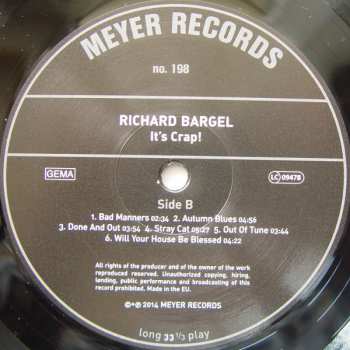 MEYER RECORDS
no. 198
RICHARD BARGEL
It's Crap!
GEMA
LC 09478
Side B
1. Bad Manners 02:34 2. Autumn Blues 04:56
3. Done And Out 03:54 4. Stray Cat 05:27 5. Out Of Tune 03:44
6. Will Your House Be Blessed 04:22
All rights of the producer and of the owner of the work
reproduced reserved. Unauthorized copying, hiring,
lending, public performance and broadcasting of this
record prohibited. Made in the EU.
©+℗ 2014 MEYER RECORDS
long 33 1/3 play